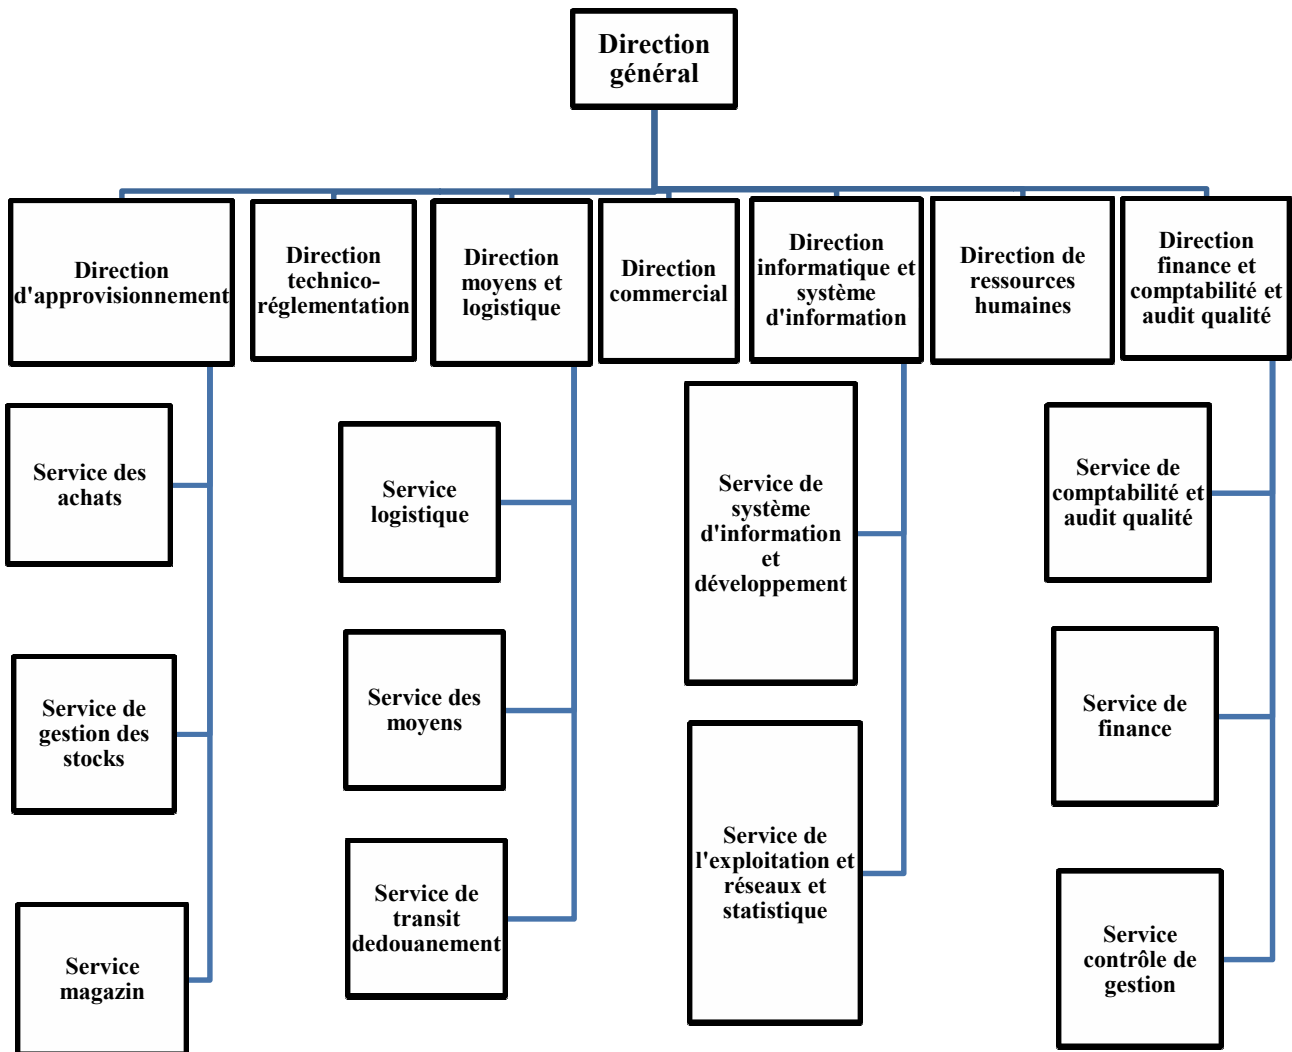 Direction
général
Direction
d'approvisionnement
Direction
technico-
réglementation
Direction
moyens et
logistique
Direction
commercial
Direction
informatique et
système
d'information
Direction de
ressources
humaines
Direction
finance et
comptabilité et
audit qualité
Service des
achats
Service de
gestion des
stocks
Service
magazin
Service
logistique
Service des
moyens
Service de
transit
dedouanement
Service de
système
d'information
et
développement
Service de
l'exploitation et
réseaux et
statistique
Service de
comptabilité et
audit qualité
Service de
finance
Service
contrôle de
gestion